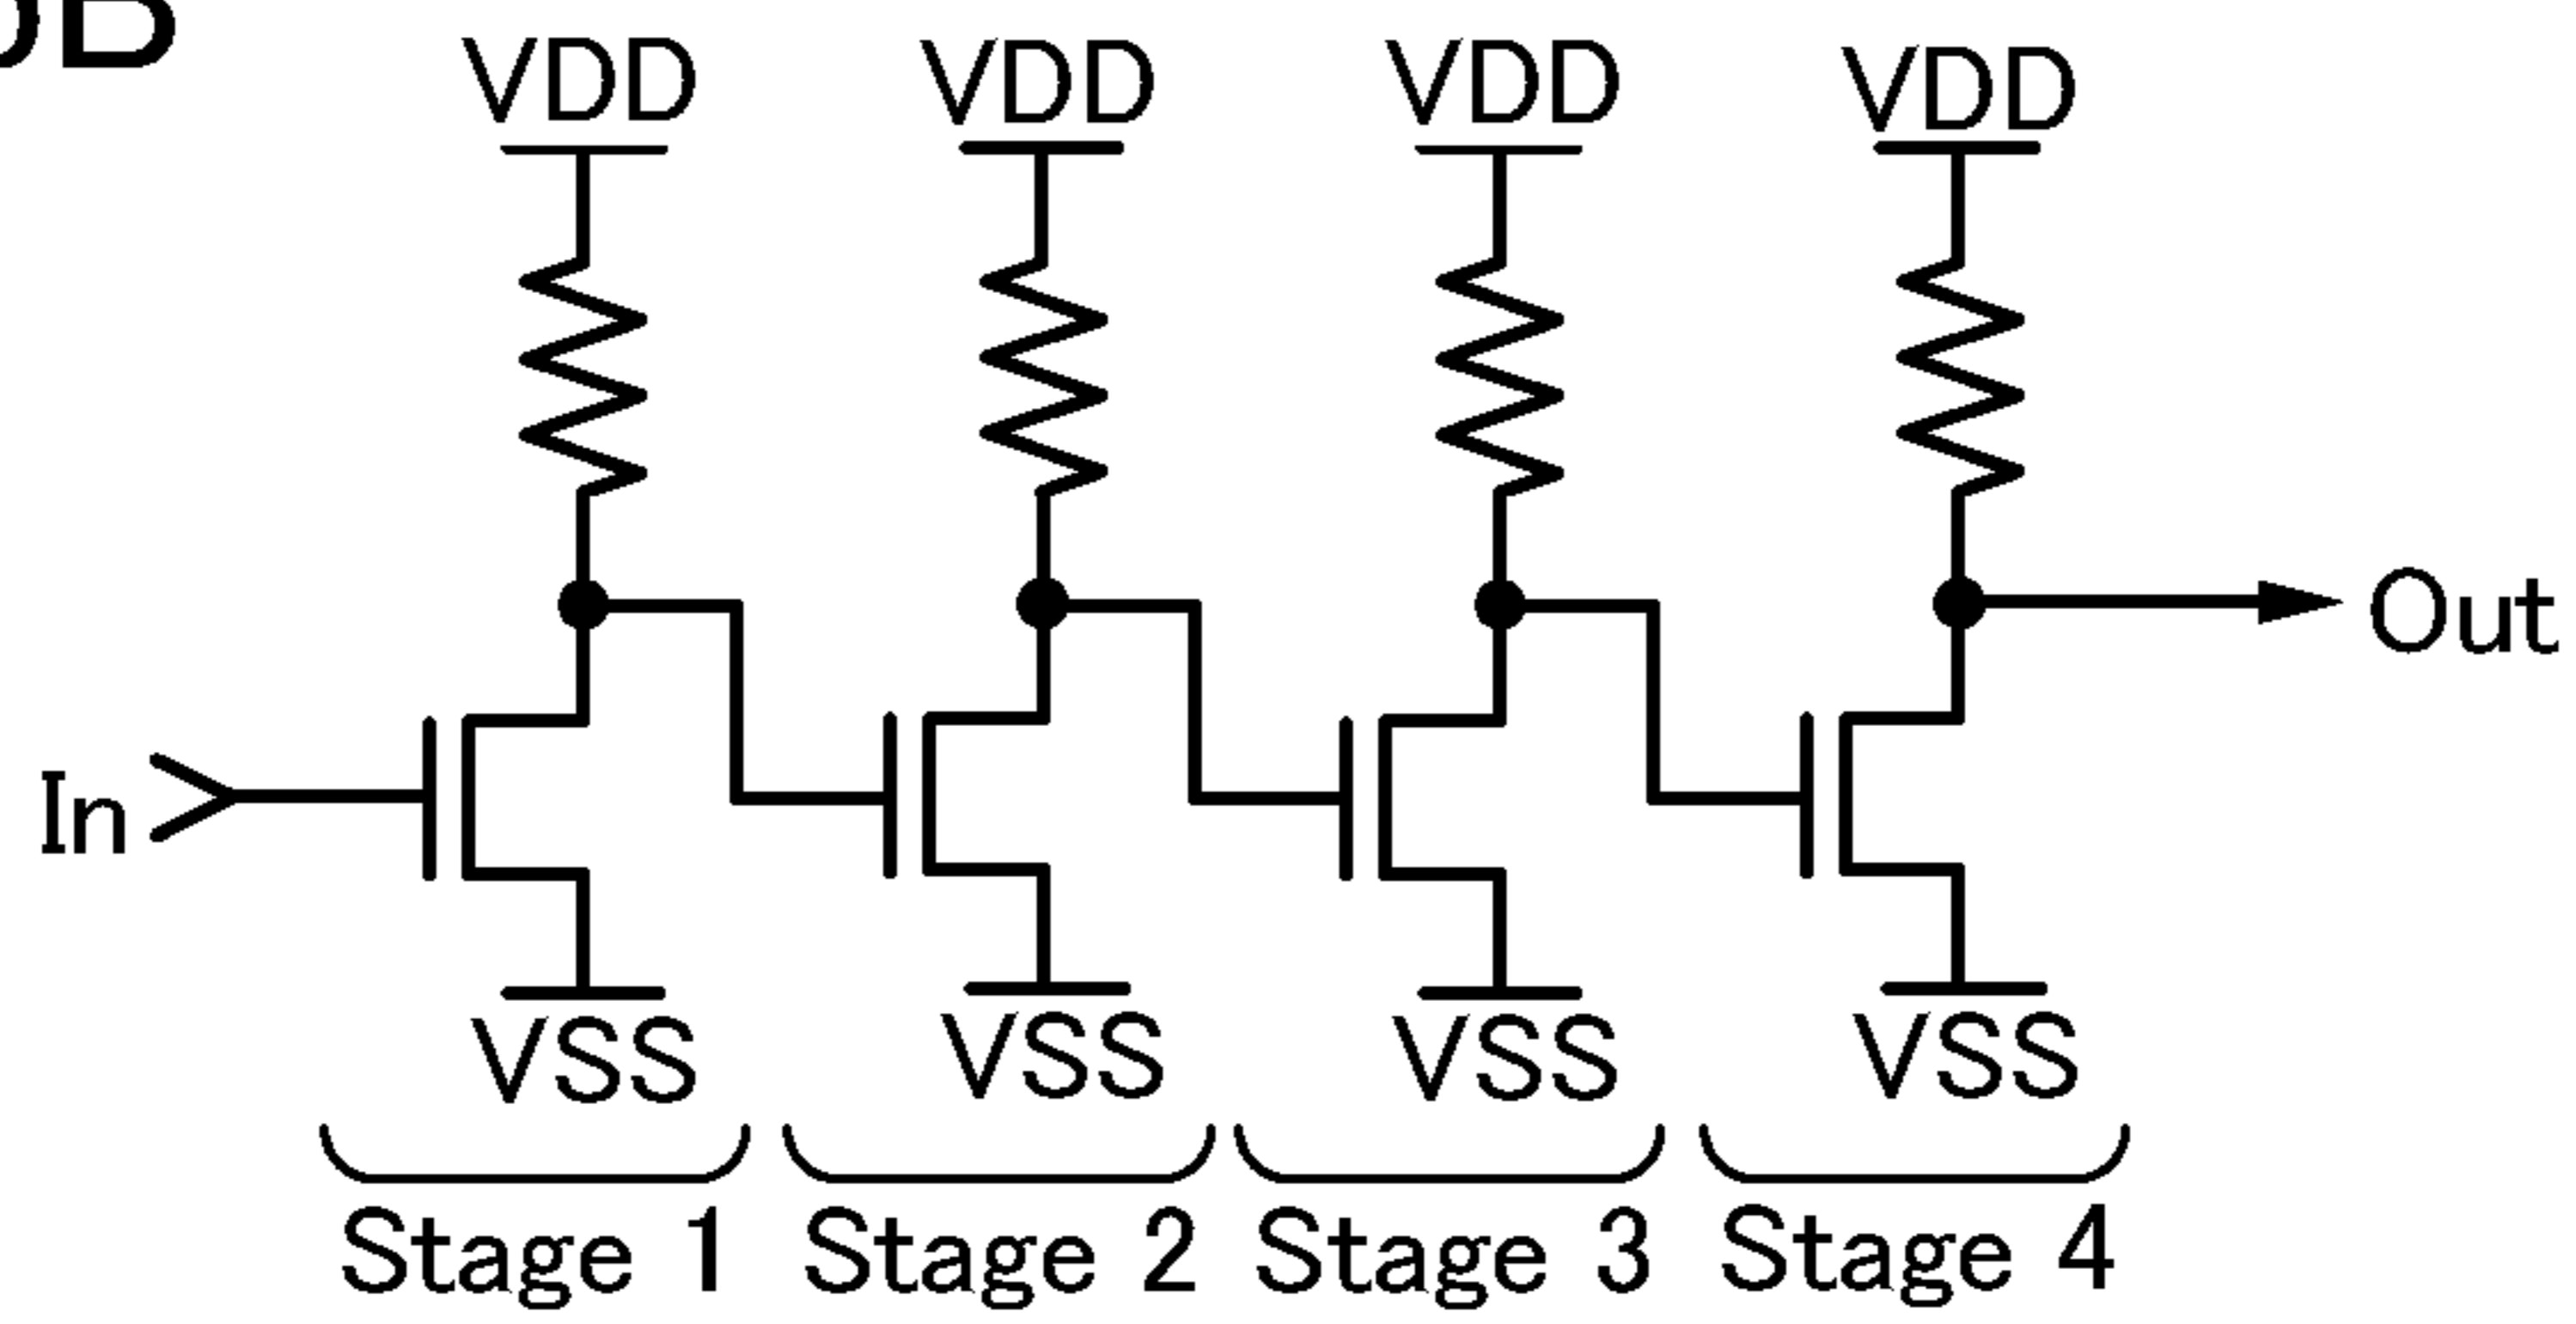 VDD VDD VDD VDD
Out
In
VSS VSS VSS VSS
Stage 1 Stage 2 Stage 3 Stage 4